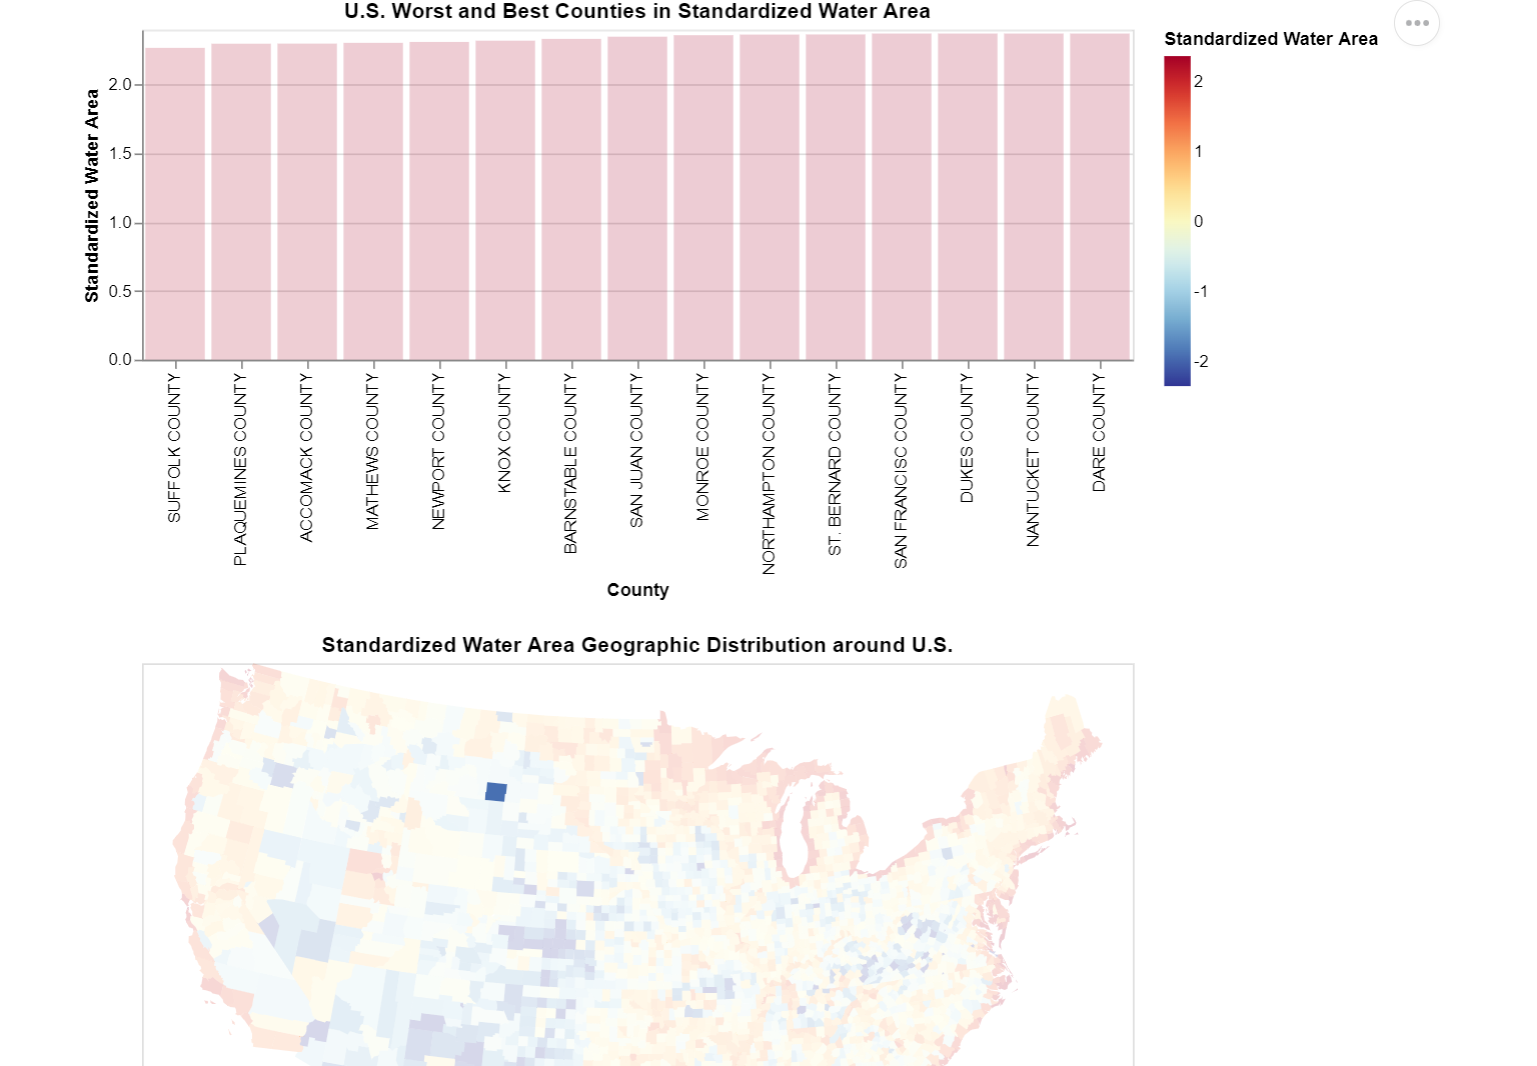 U.S. Worst and Best Counties in Standardized Water Area
Standardized Water Area
2.0
1.5
1.0
0.5
0.0
SUFFOLK COUNTY
PLAQUEMINES COUNTY
ACCOMACK COUNTY
MATHEWS COUNTY
NEWPORT COUNTY
KNOX COUNTY
BARNSTABLE COUNTY
SAN JUAN COUNTY
MONROE COUNTY
NORTHAMPTON COUNTY
ST. BERNARD COUNTY
SAN FRANCISC COUNTY
DUKES COUNTY
NANTUCKET COUNTY
DARE COUNTY
County
Standardized Water Area
2
1
0
-1
-2
Standardized Water Area Geographic Distribution around U.S.